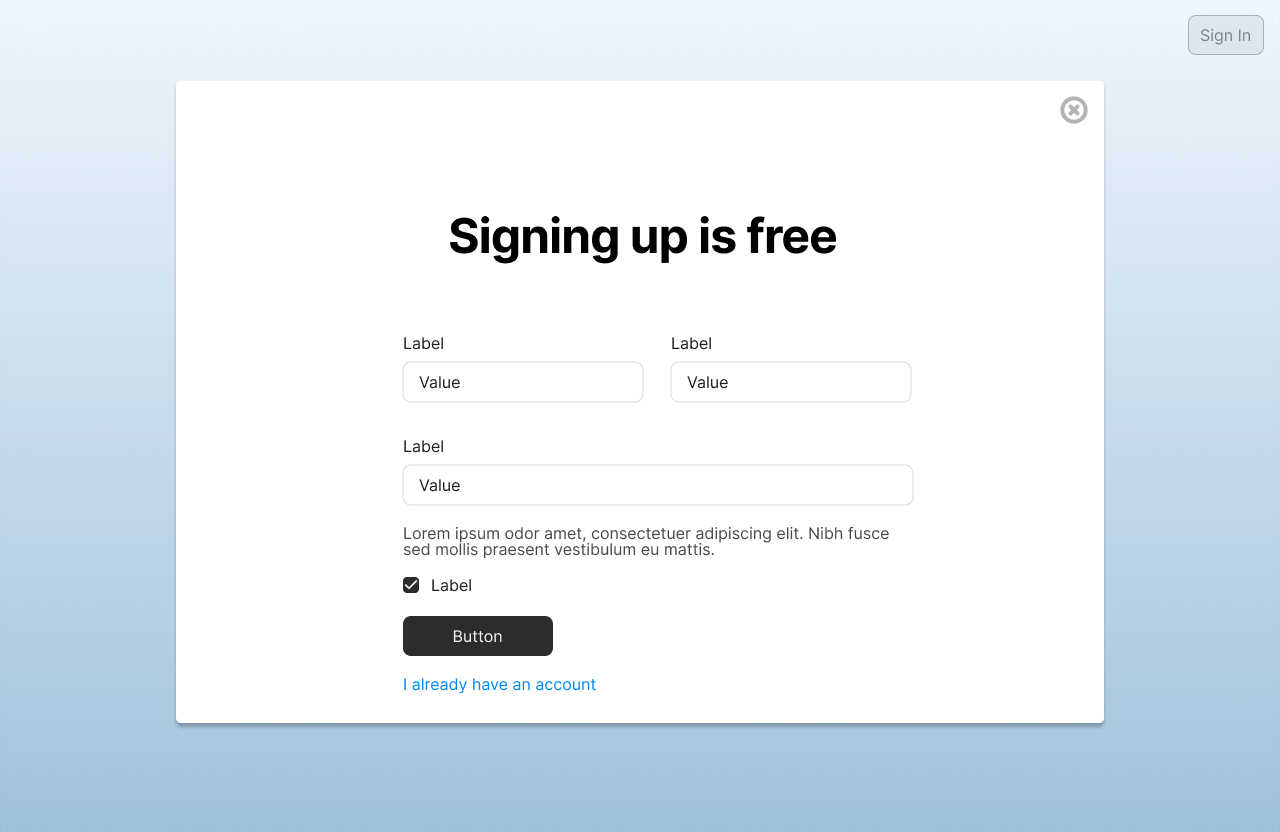 Sign In
Signing up is free
Label
Label
Value
Value
Label
Value
Lorem ipsum odor amet, consectetuer adipiscing elit. Nibh fusce
sed mollis praesent vestibulum eu mattis.
Label
Button
I already have an account